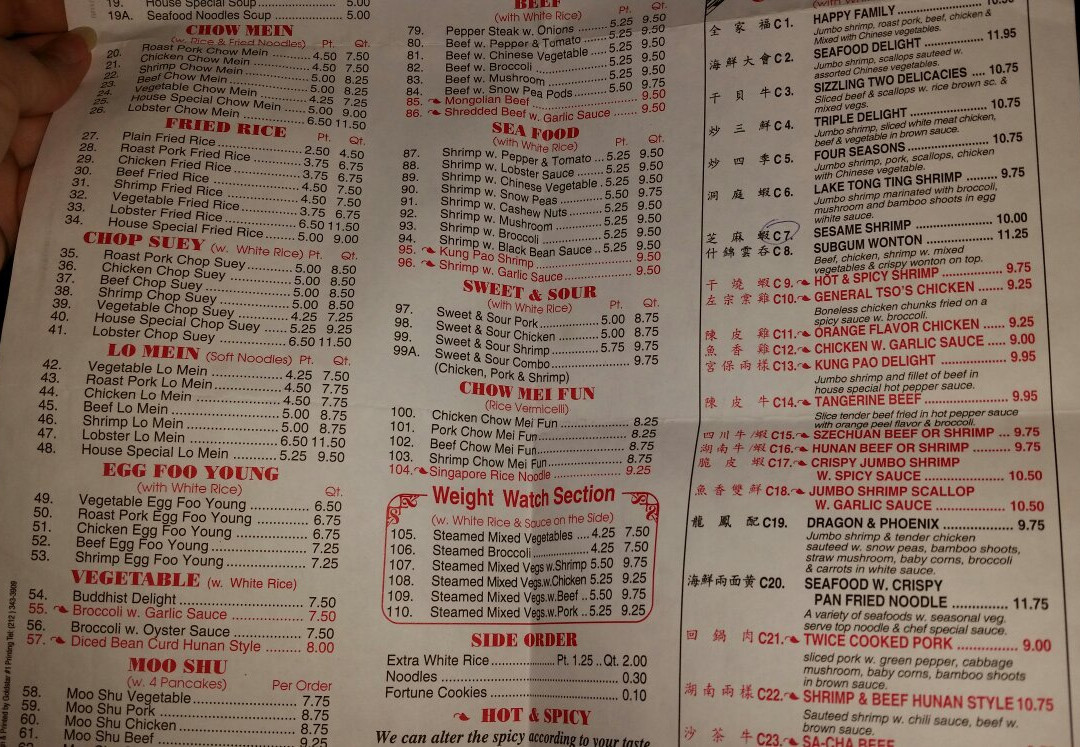 19. House Special Soup ............ 5.00
19A. Seafood Noodles Soup ........ 5.00
CHOW MEIN
(w. Rice & Fried Noodles) Pt. Qt.
20. Roast Pork Chow Mein ........ 4.50 7.50
21. Chicken Chow Mein ............ 4.50 7.50
22. Shrimp Chow Mein .............. 5.00 8.25
23. Beef Chow Mein ................. 5.00 8.25
24. Vegetable Chow Mein ......... 4.25 7.25
25. House Special Chow Mein .... 5.00 9.00
26. Lobster Chow Mein ............. 6.50 11.50
FRIED RICE
Pt. Qt.
27. Plain Fried Rice ................... 2.50 4.50
28. Roast Pork Fried Rice .......... 3.75 6.75
29. Chicken Fried Rice .............. 3.75 6.75
30. Beef Fried Rice ................... 4.50 7.50
31. Shrimp Fried Rice ................ 4.50 7.50
32. Vegetable Fried Rice ........... 3.75 6.75
33. Lobster Fried Rice ............... 6.50 11.50
34. House Special Fried Rice ..... 5.00 9.00
CHOP SUEY (w. White Rice) Pt. Qt.
35. Roast Pork Chop Suey ......... 5.00 8.50
36. Chicken Chop Suey ............. 5.00 8.50
37. Beef Chop Suey .................. 5.00 8.50
38. Shrimp Chop Suey .............. 5.00 8.50
39. Vegetable Chop Suey .......... 4.25 7.25
40. House Special Chop Suey .... 5.25 9.25
41. Lobster Chop Suey .............. 6.50 11.50
LO MEIN (Soft Noodles) Pt. Qt.
42. Vegetable Lo Mein ............... 4.25 7.50
43. Roast Pork Lo Mein .............. 4.50 7.75
44. Chicken Lo Mein .................. 4.50 7.75
45. Beef Lo Mein ....................... 5.00 8.75
46. Shrimp Lo Mein .................... 5.00 8.75
47. Lobster Lo Mein ................... 6.50 11.50
48. House Special Lo Mein ......... 5.25 9.50
EGG FOO YOUNG
(with White Rice) Qt.
49. Vegetable Egg Foo Young ............ 6.50
50. Roast Pork Egg Foo Young .......... 6.75
51. Chicken Egg Foo Young ............... 6.75
52. Beef Egg Foo Young .................... 7.25
53. Shrimp Egg Foo Young ................. 7.25
VEGETABLE (w. White Rice)
54. Buddhist Delight .......................... 7.50
55. Broccoli w. Garlic Sauce .............. 7.50
56. Broccoli w. Oyster Sauce ............. 7.50
57. Diced Bean Curd Hunan Style ...... 8.00
MOO SHU
(w. 4 Pancakes) Per Order
58. Moo Shu Vegetable ..................... 7.75
59. Moo Shu Pork ............................. 8.75
60. Moo Shu Chicken ........................ 8.75
61. Moo Shu Beef ............................. 9.25
& Printed by Goldstar #1 Printing Tel: (212) 343-3909
BEEF
(with White Rice)
79. Pepper Steak w. Onions ....... 5.25 9.50
80. Beef w. Pepper & Tomato ..... 5.25 9.50
81. Beef w. Chinese Vegetable ... 5.25 9.50
82. Beef w. Broccoli ................... 5.25 9.50
83. Beef w. Mushroom ............... 5.25 9.50
84. Beef w. Snow Pea Pods ....... 5.50 9.75
85. Mongolian Beef ........................... 9.50
86. Shredded Beef w. Garlic Sauce ...... 9.50
SEA FOOD
(with White Rice) Pt. Qt.
87. Shrimp w. Pepper & Tomato .. 5.25 9.50
88. Shrimp w. Lobster Sauce ...... 5.25 9.50
89. Shrimp w. Chinese Vegetable . 5.25 9.50
90. Shrimp w. Snow Peas ........... 5.50 9.75
91. Shrimp w. Cashew Nuts ........ 5.25 9.50
92. Shrimp w. Mushroom ............ 5.25 9.50
93. Shrimp w. Broccoli ................ 5.25 9.50
94. Shrimp w. Black Bean Sauce .. 5.25 9.50
95. Kung Pao Shrimp ........................ 9.50
96. Shrimp w. Garlic Sauce ............... 9.50
SWEET & SOUR
(with White Rice) Pt. Qt.
97. Sweet & Sour Pork ................ 5.00 8.75
98. Sweet & Sour Chicken ........... 5.00 8.75
99. Sweet & Sour Shrimp ............. 5.75 9.75
99A. Sweet & Sour Combo .................. 9.75
(Chicken, Pork & Shrimp)
CHOW MEI FUN
(Rice Vermicelli)
100. Chicken Chow Mei Fun ................ 8.25
101. Pork Chow Mei Fun ..................... 8.25
102. Beef Chow Mei Fun ..................... 8.75
103. Shrimp Chow Mei Fun .................. 8.75
104. Singapore Rice Noodle ................ 9.25
Weight Watch Section
(w. White Rice & Sauce on the Side)
105. Steamed Mixed Vegetables .... 4.25 7.50
106. Steamed Broccoli .................. 4.25 7.50
107. Steamed Mixed Vegs.w.Shrimp 5.50 9.75
108. Steamed Mixed Vegs.w.Chicken 5.25 9.25
109. Steamed Mixed Vegs.w.Beef .. 5.50 9.75
110. Steamed Mixed Vegs.w.Pork .. 5.25 9.25
SIDE ORDER
Extra White Rice ................ Pt. 1.25 .. Qt. 2.00
Noodles .............................................. 0.30
Fortune Cookies .................................. 0.10
HOT & SPICY
We can alter the spicy according to your taste
全 家 福 C 1. HAPPY FAMILY
Jumbo shrimp, roast pork, beef, chicken &
Mixed with Chinese vegetables.
海 鮮 大 會 C 2. SEAFOOD DELIGHT ............... 11.95
Jumbo shrimp, scallops sauteed w.
assorted Chinese vegetables.
干 貝 牛 C 3. SIZZLING TWO DELICACIES .... 10.75
Sliced beef & scallops w. rice brown sc. &
mixed vegs.
炒 三 鮮 C 4. TRIPLE DELIGHT .................... 10.75
Jumbo shrimp, sliced white meat chicken,
beef & vegetable in brown sauce.
炒 四 季 C 5. FOUR SEASONS ..................... 10.75
Jumbo shrimp, pork, scallops, chicken
with Chinese vegetable.
洞 庭 蝦 C 6. LAKE TONG TING SHRIMP ....... 9.75
Jumbo shrimp marinated with broccoli,
mushroom and bamboo shoots in egg
white sauce.
芝 麻 蝦 C 7. SESAME SHRIMP .................... 10.00
什 錦 雲 吞 C 8. SUBGUM WONTON ................. 11.25
Beef, chicken, shrimp w. mixed
vegetables & crispy wonton on top.
干 燒 蝦 C 9. HOT & SPICY SHRIMP ............... 9.75
左 宗 棠 雞 C10. GENERAL TSO'S CHICKEN ....... 9.25
Boneless chicken chunks fried on a
spicy sauce w. broccoli.
陳 皮 雞 C11. ORANGE FLAVOR CHICKEN ..... 9.25
魚 香 雞 C12. CHICKEN W. GARLIC SAUCE .... 9.00
宮 保 兩 樣 C13. KUNG PAO DELIGHT ................ 9.95
Jumbo shrimp and fillet of beef in
house special hot pepper sauce.
陳 皮 牛 C14. TANGERINE BEEF .................... 9.95
Slice tender beef fried in hot pepper sauce
with orange peel flavor & broccoli.
四 川 牛/蝦 C15. SZECHUAN BEEF OR SHRIMP ... 9.75
湖 南 牛/蝦 C16. HUNAN BEEF OR SHRIMP ......... 9.75
脆 皮 蝦 C17. CRISPY JUMBO SHRIMP
W. SPICY SAUCE ................. 10.50
魚 香 雙 鮮 C18. JUMBO SHRIMP SCALLOP
W. GARLIC SAUCE ............... 10.50
龍 鳳 配 C19. DRAGON & PHOENIX ................ 9.75
Jumbo shrimp & tender chicken
sauteed w. snow peas, bamboo shoots,
straw mushroom, baby corns, broccoli
& carrots in white sauce.
海 鮮 兩 面 黃 C20. SEAFOOD W. CRISPY
PAN FRIED NOODLE ............ 11.75
A variety of seafoods w. seasonal veg.
serve top noodle & chef special sauce.
回 鍋 肉 C21. TWICE COOKED PORK .............. 9.00
sliced pork w. green pepper, cabbage
mushroom, baby corns, bamboo shoots
in brown sauce.
湖 南 兩 樣 C22. SHRIMP & BEEF HUNAN STYLE 10.75
Sauteed shrimp w. chili sauce, beef w.
brown sauce.
沙 茶 牛 C23. SA-CHA BEEF